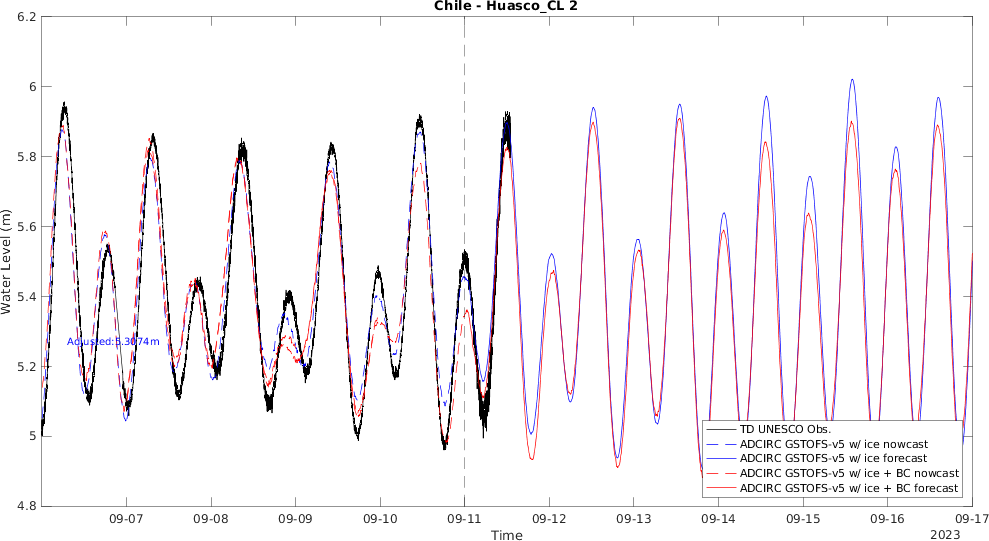 Chile - Huasco_CL 2
6.2
6
5.8
5.6
5.4
5.2
5
4.8
Water Level (m)
Adjusted:5.3074m
TD UNESCO Obs.
ADCIRC GSTOFS-v5 w/ ice nowcast
ADCIRC GSTOFS-v5 w/ ice forecast
ADCIRC GSTOFS-v5 w/ ice + BC nowcast
ADCIRC GSTOFS-v5 w/ ice + BC forecast
09-07 09-08 09-09 09-10 09-11 09-12 09-13 09-14 09-15 09-16 09-17
Time
2023